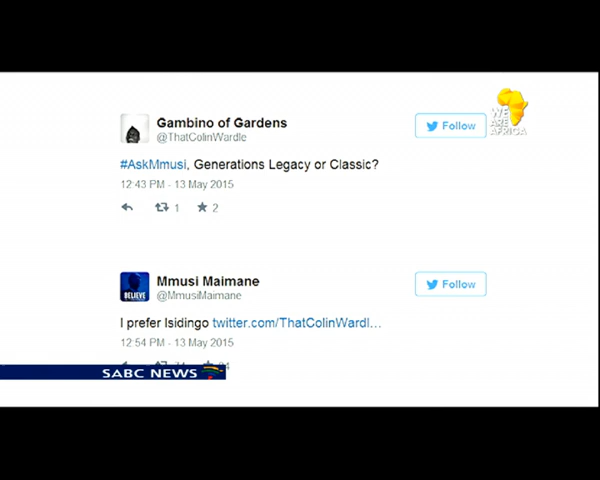 Gambino of Gardens
@ThatColinWardle
Follow
WE
ARE
AFRICA
#AskMmusi, Generations Legacy or Classic?
12:43 PM - 13 May 2015
1 2
Mmusi Maimane
@MmusiMaimane
Follow
BELIEVE
I prefer Isidingo twitter.com/ThatColinWardl...
12:54 PM - 13 May 2015
SABC NEWS